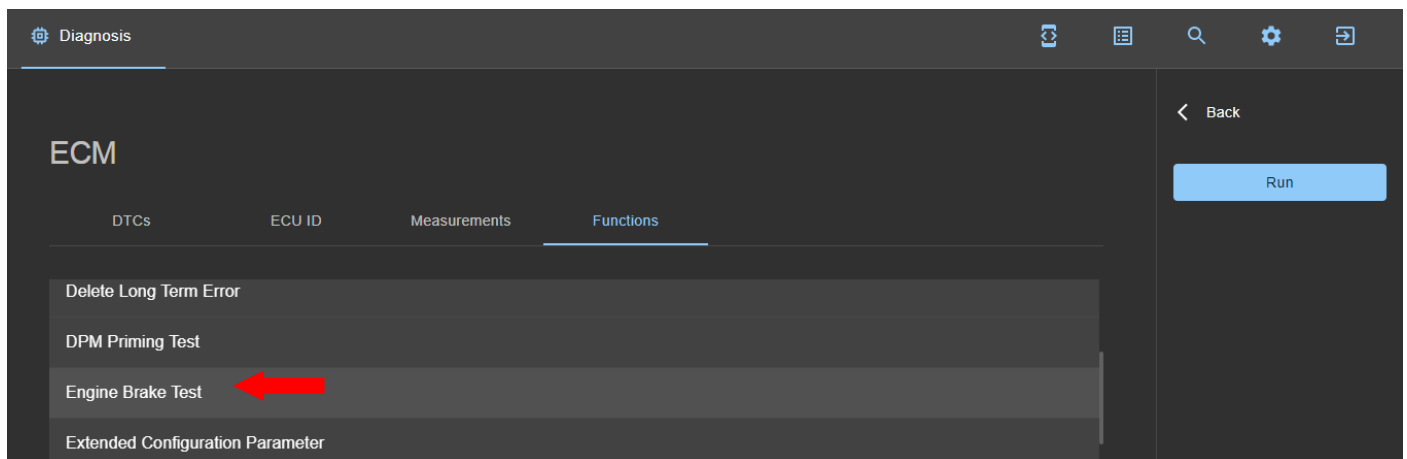 Diagnosis
Back
ECM
Run
DTCs ECU ID Measurements Functions
Delete Long Term Error
DPM Priming Test
Engine Brake Test
Extended Configuration Parameter